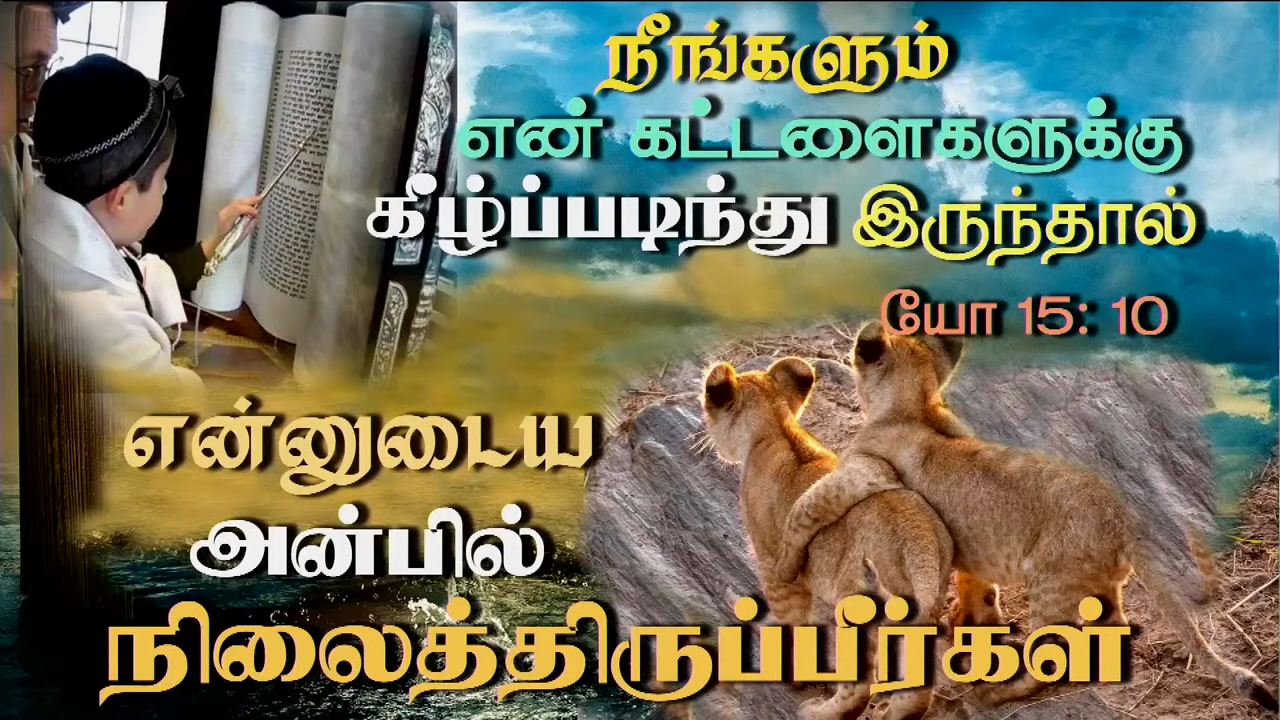 நீங்களும்
என் கட்டளைகளுக்கு
கீழ்ப்படிந்து இருந்தால்
யோ 15: 10
என்னுடைய
அன்பில்
நிலைத்திருப்பீர்கள்